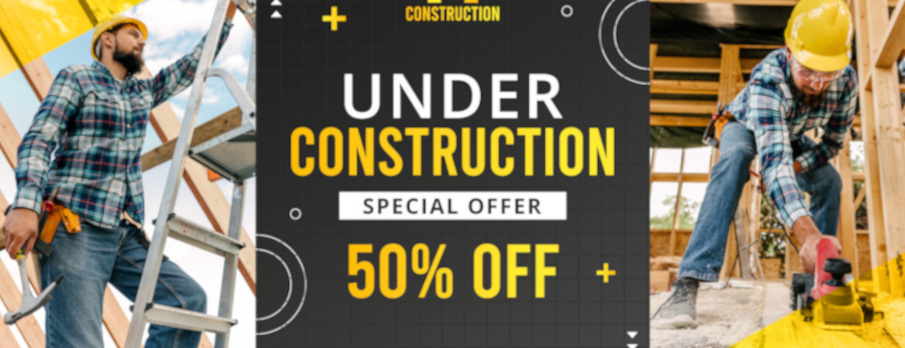 CONSTRUCTION
UNDER
CONSTRUCTION
SPECIAL OFFER
50% OFF